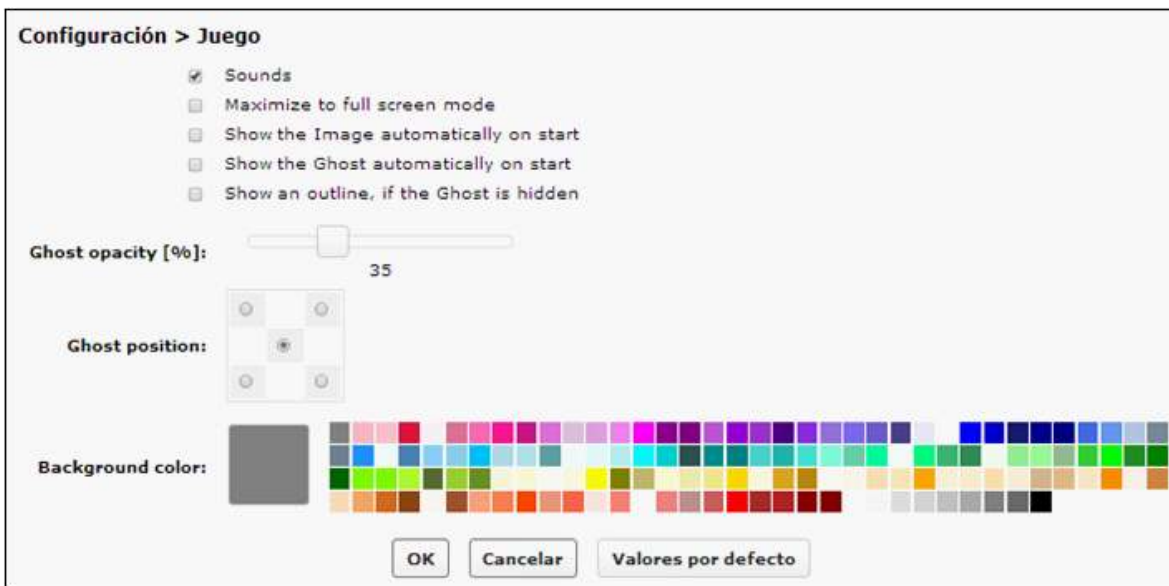 Configuración > Juego
Sounds
Maximize to full screen mode
Show the Image automatically on start
Show the Ghost automatically on start
Show an outline, if the Ghost is hidden
Ghost opacity [%]:
35
Ghost position:
Background color:
OK Cancelar Valores por defecto